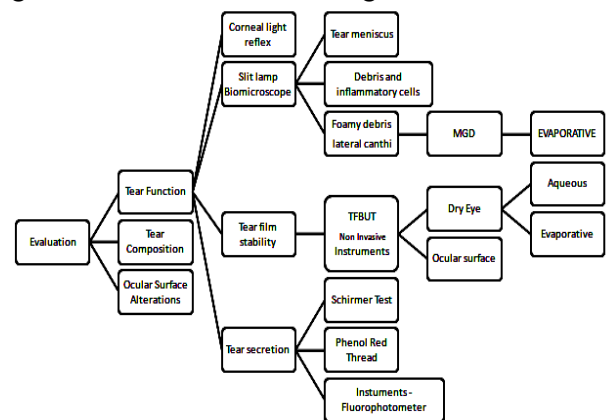 Corneal light
reflex
Slit lamp
Biomicroscope
Tear meniscus
Debris and
inflammatory cells
Foamy debris
lateral canthi
MGD
EVAPORATIVE
Evaluation
Tear Function
Tear
Composition
Ocular Surface
Alterations
Tear film
stability
TFBUT
Non Invasive
Instruments
Dry Eye
Ocular surface
Aqueous
Evaporative
Tear secretion
Schirmer Test
Phenol Red
Thread
Instuments -
Fluorophotometer